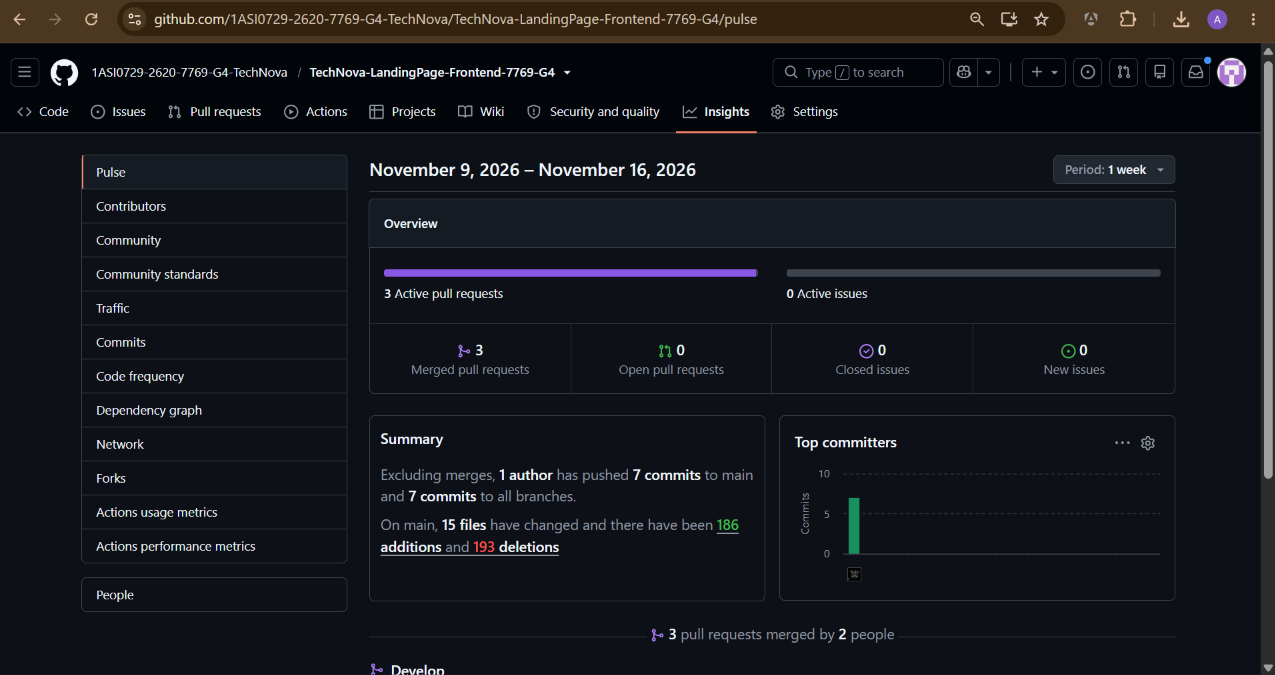 github.com/1ASI0729-2620-7769-G4-TechNova/TechNova-LandingPage-Frontend-7769-G4/pulse
A
1ASI0729-2620-7769-G4-TechNova / TechNova-LandingPage-Frontend-7769-G4
Type / to search
Code
Issues
Pull requests
Actions
Projects
Wiki
Security and quality
Insights
Settings
Pulse
Contributors
Community
Community standards
Traffic
Commits
Code frequency
Dependency graph
Network
Forks
Actions usage metrics
Actions performance metrics
People
November 9, 2026 – November 16, 2026
Period: 1 week
Overview
3 Active pull requests
0 Active issues
3
Merged pull requests
0
Open pull requests
0
Closed issues
0
New issues
Summary
Excluding merges, 1 author has pushed 7 commits to main
and 7 commits to all branches.
On main, 15 files have changed and there have been 186
additions and 193 deletions
Top committers
10
5
0
Commits
3 pull requests merged by 2 people
Develop